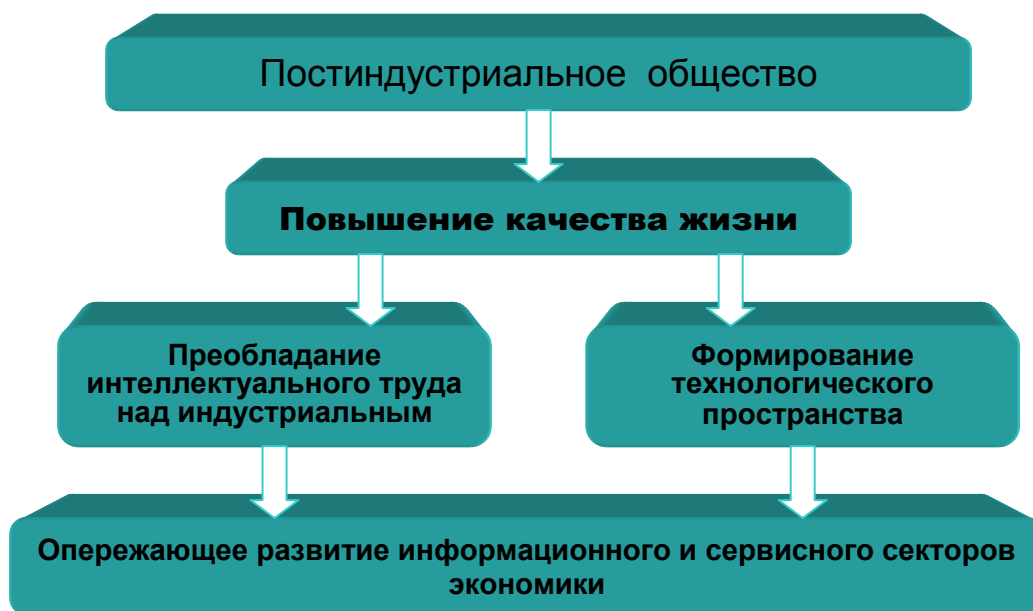 Постиндустриальное общество
Повышение качества жизни
Преобладание
интеллектуального труда
над индустриальным
Формирование
технологического
пространства
Опережающее развитие информационного и сервисного секторов
экономики